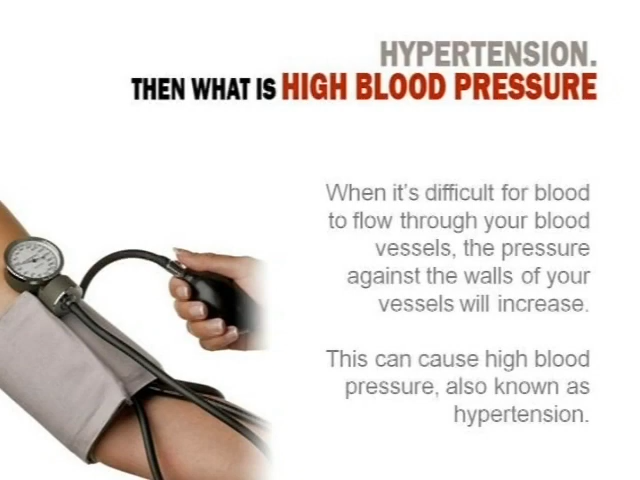 HYPERTENSION.
THEN WHAT IS HIGH BLOOD PRESSURE
When it's difficult for blood
to flow through your blood
vessels, the pressure
against the walls of your
vessels will increase.
This can cause high blood
pressure, also known as
hypertension.